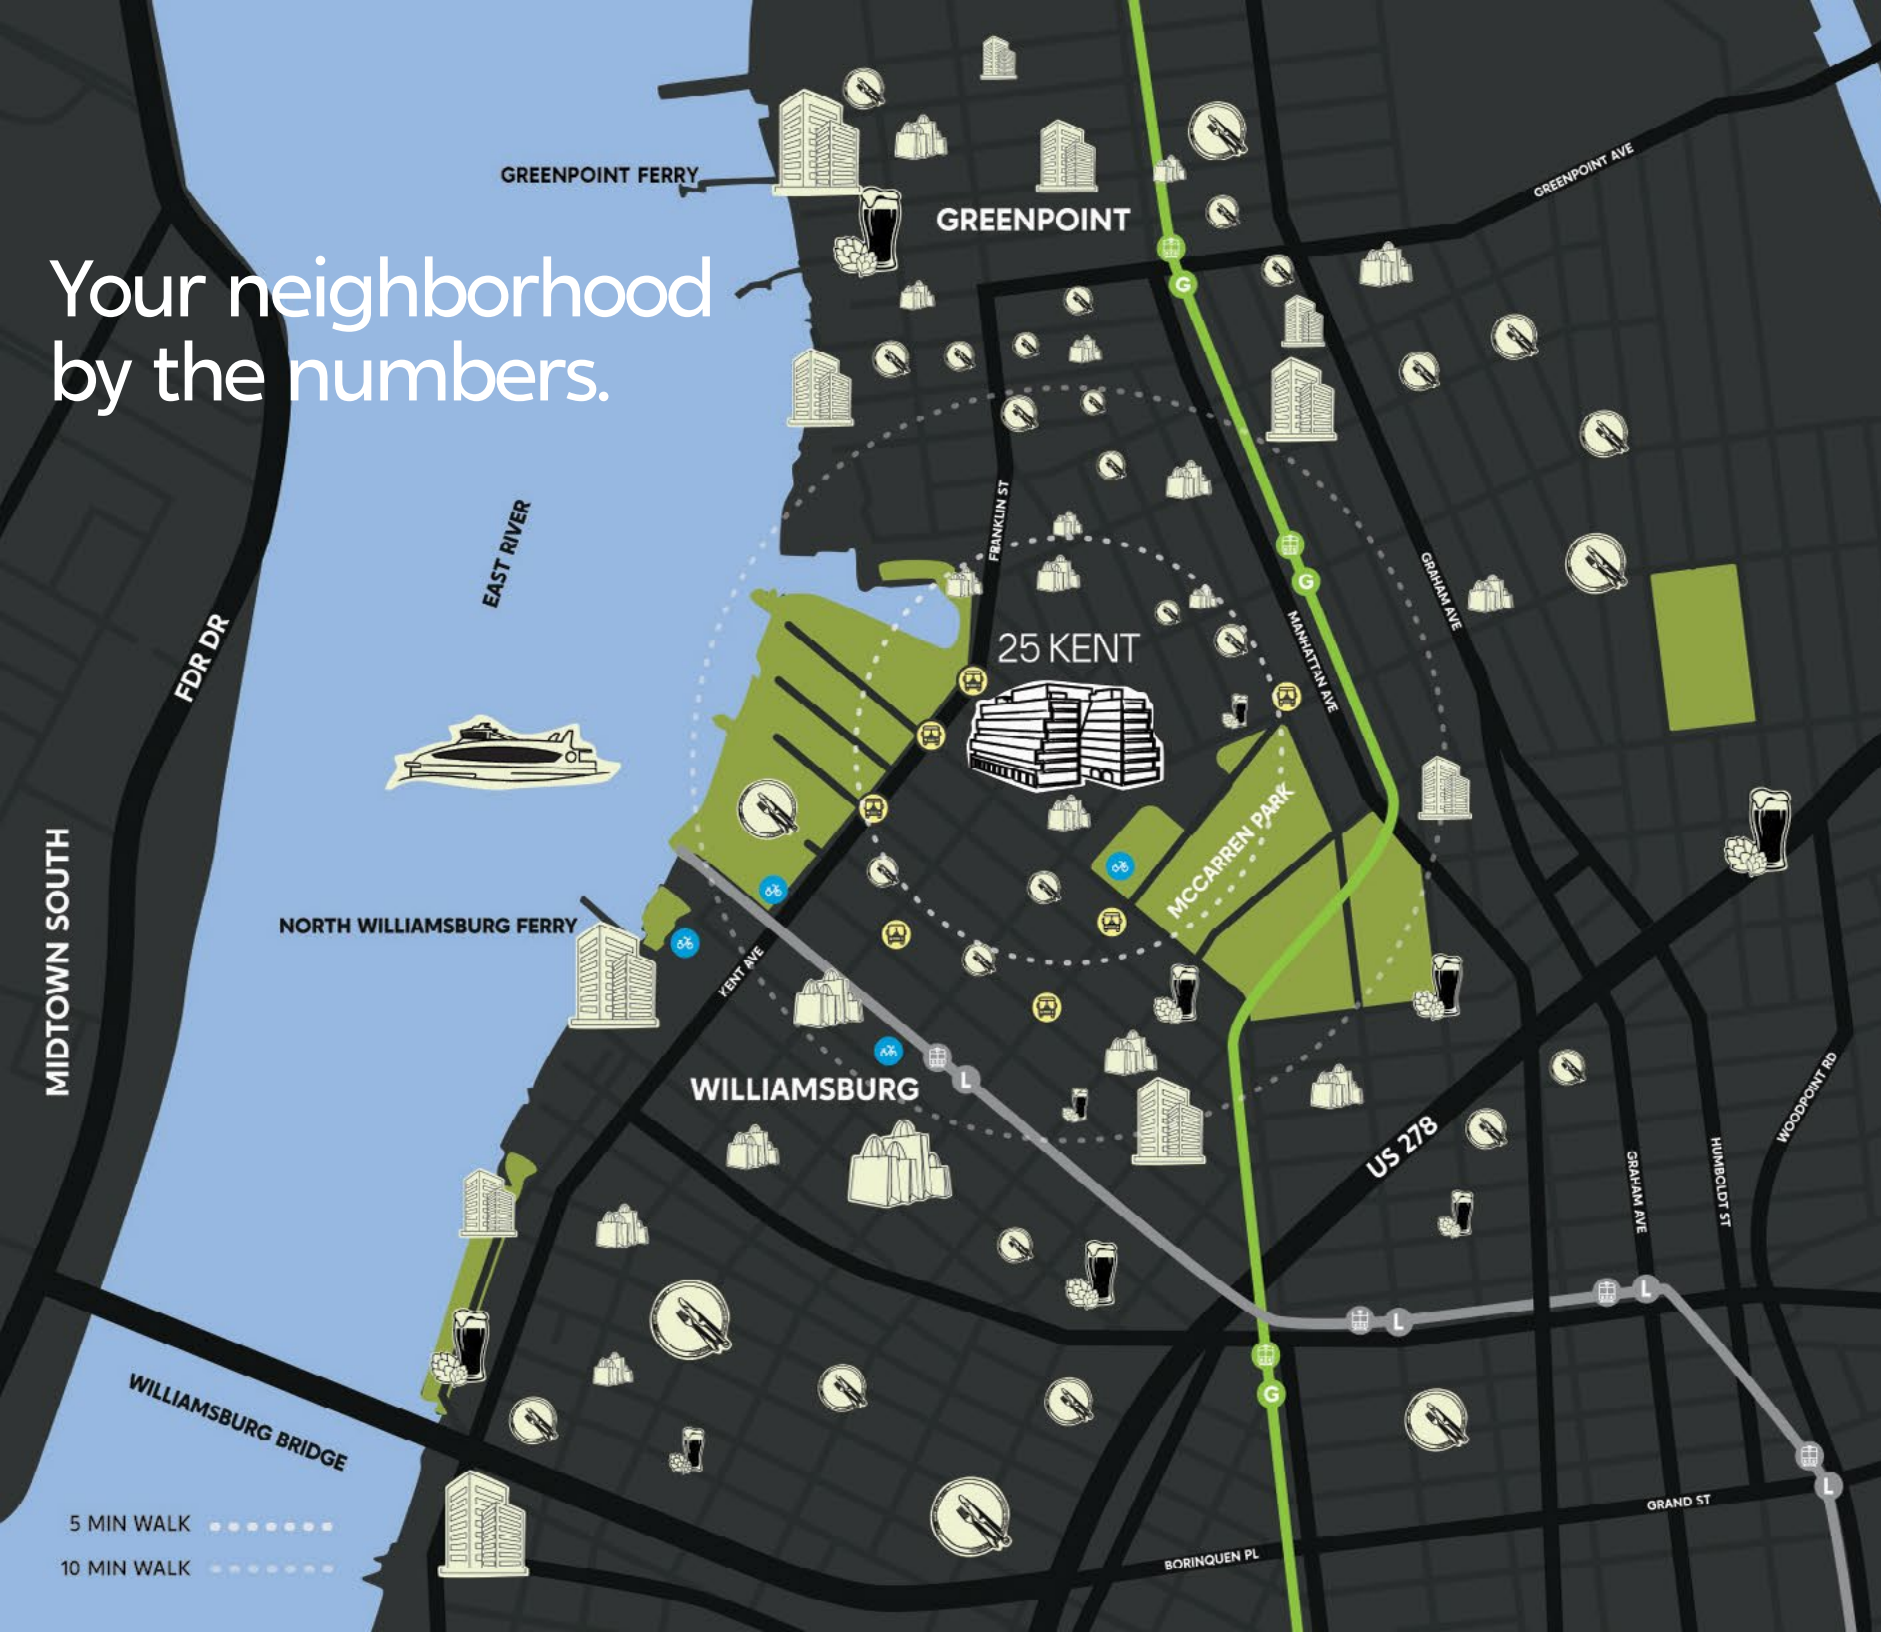 GREENPOINT AVE
GREENPOINT FERRY
GREENPOINT
Your neighborhood
by the numbers.
G
EAST RIVER
FRANKLIN ST
G
GRAHAM AVE
FDR DR
25 KENT
MANHATTAN AVE
MCCARREN PARK
MIDTOWN SOUTH
NORTH WILLIAMSBURG FERRY
KENT AVE
WILLIAMSBURG
L
US 278
WOODPOINT RD
GRAHAM AVE
HUMBOLDT ST
L
L
G
WILLIAMSBURG BRIDGE
L
GRAND ST
5 MIN WALK
10 MIN WALK
BORINQUEN PL